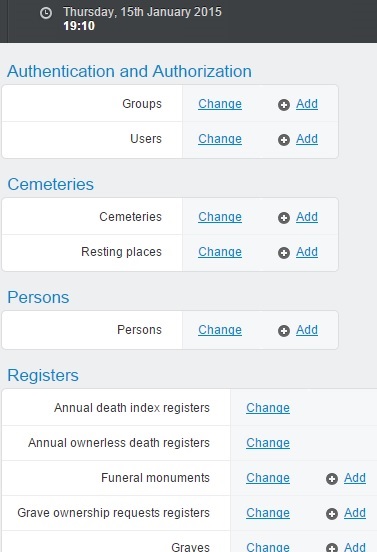 Thursday, 15th January 2015
19:10
Authentication and Authorization
Groups Change Add
Users Change Add
Cemeteries
Cemeteries Change Add
Resting places Change Add
Persons
Persons Change Add
Registers
Annual death index registers Change
Annual ownerless death registers Change
Funeral monuments Change Add
Grave ownership requests registers Change Add
Graves Change Add